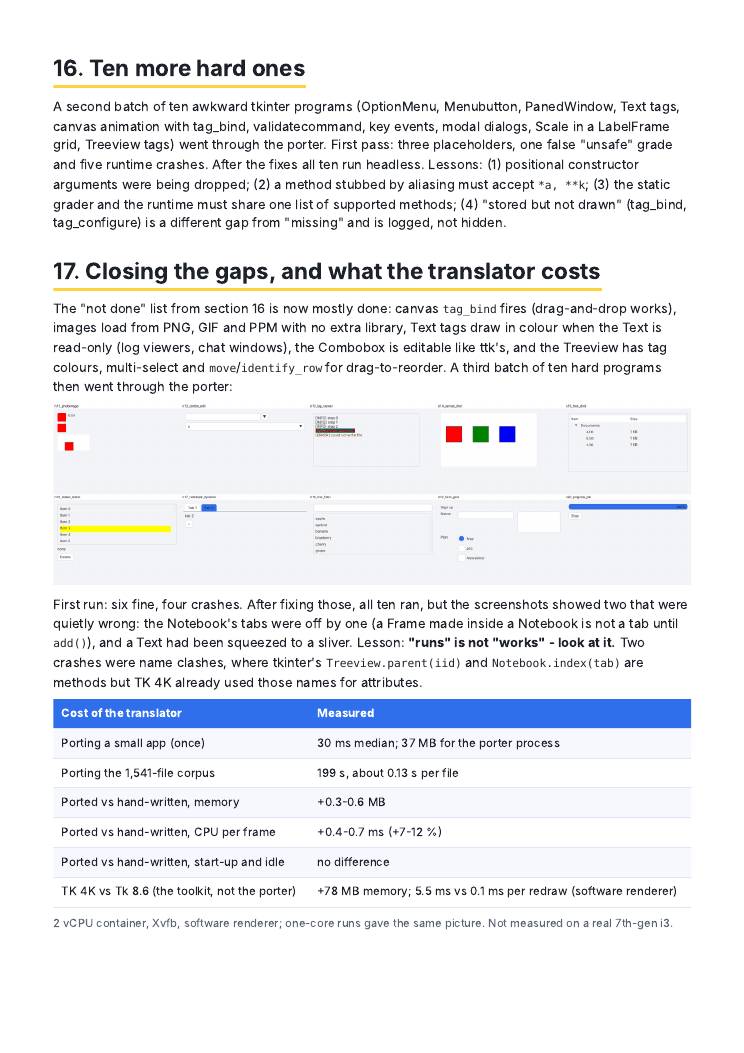 16. Ten more hard ones
A second batch of ten awkward tkinter programs (OptionMenu, Menubutton, PanedWindow, Text tags,
canvas animation with tag_bind, validatecommand, key events, modal dialogs, Scale in a LabelFrame
grid, Treeview tags) went through the porter. First pass: three placeholders, one false "unsafe" grade
and five runtime crashes. After the fixes all ten run headless. Lessons: (1) positional constructor
arguments were being dropped; (2) a method stubbed by aliasing must accept *a, **k; (3) the static
grader and the runtime must share one list of supported methods; (4) "stored but not drawn" (tag_bind,
tag_configure) is a different gap from "missing" and is logged, not hidden.
17. Closing the gaps, and what the translator costs
The "not done" list from section 16 is now mostly done: canvas tag_bind fires (drag-and-drop works),
images load from PNG, GIF and PPM with no extra library, Text tags draw in colour when the Text is
read-only (log viewers, chat windows), the Combobox is editable like ttk's, and the Treeview has tag
colours, multi-select and move/identify_row for drag-to-reorder. A third batch of ten hard programs
then went through the porter:
First run: six fine, four crashes. After fixing those, all ten ran, but the screenshots showed two that were
quietly wrong: the Notebook's tabs were off by one (a Frame made inside a Notebook is not a tab until
add()), and a Text had been squeezed to a sliver. Lesson: "runs" is not "works" - look at it. Two
crashes were name clashes, where tkinter's Treeview.parent(iid) and Notebook.index(tab) are
methods but TK 4K already used those names for attributes.
Cost of the translator Measured
Porting a small app (once) 30 ms median; 37 MB for the porter process
Porting the 1,541-file corpus 199 s, about 0.13 s per file
Ported vs hand-written, memory +0.3-0.6 MB
Ported vs hand-written, CPU per frame +0.4-0.7 ms (+7-12 %)
Ported vs hand-written, start-up and idle no difference
TK 4K vs Tk 8.6 (the toolkit, not the porter) +78 MB memory; 5.5 ms vs 0.1 ms per redraw (software renderer)
2 vCPU container, Xvfb, software renderer; one-core runs gave the same picture. Not measured on a real 7th-gen i3.